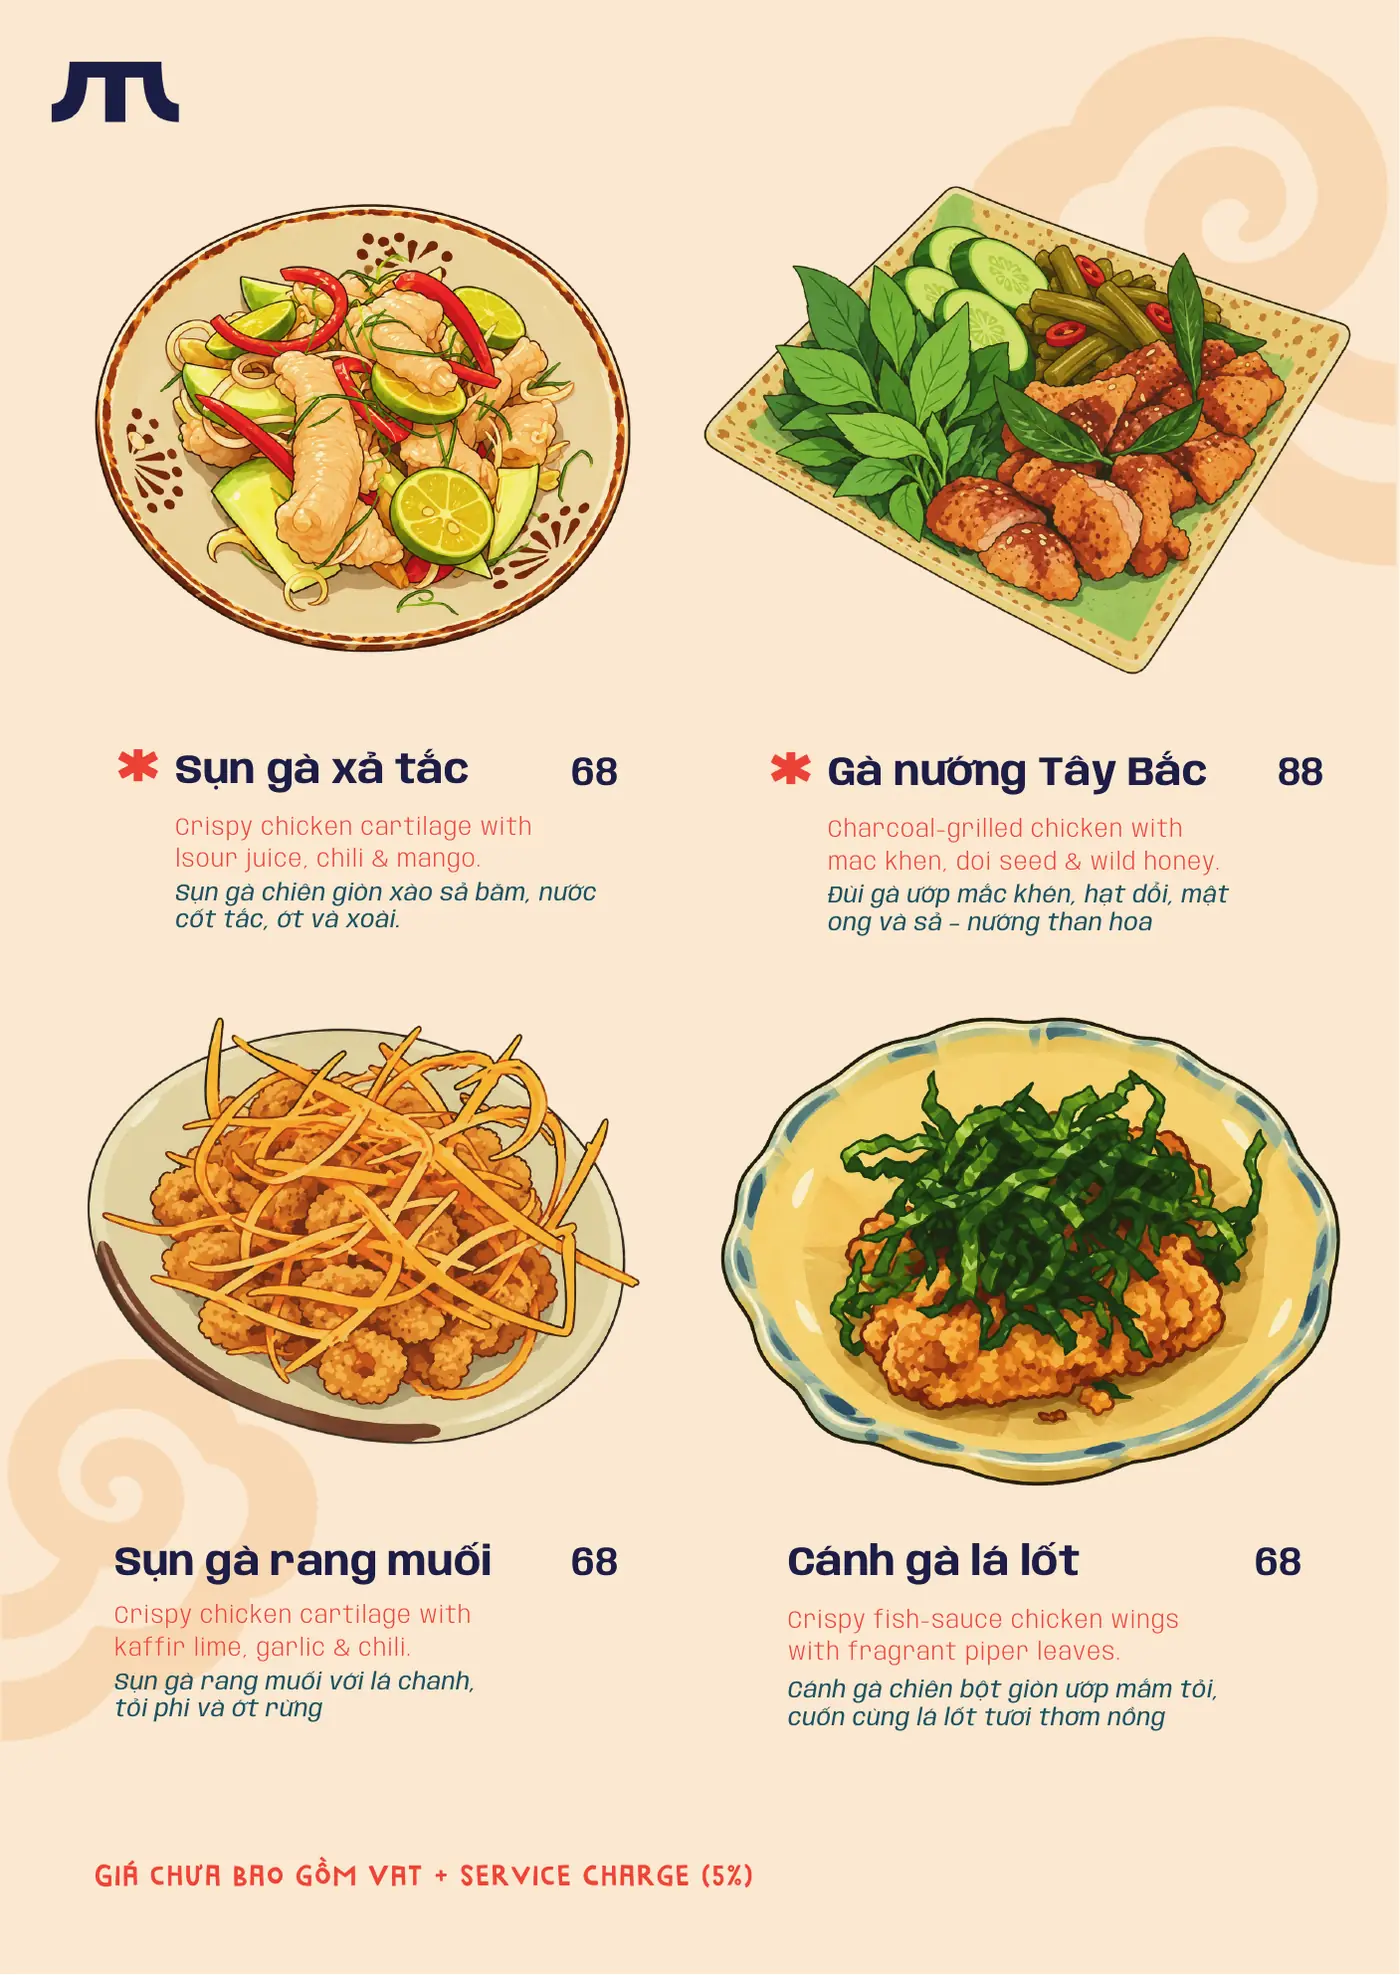 Sụn gà xả tắc 68
Crispy chicken cartilage with
lsour juice, chili & mango.
Sụn gà chiên giòn xào sả băm, nước
cốt tắc, ớt và xoài.
Gà nướng Tây Bắc 88
Charcoal-grilled chicken with
mac khen, doi seed & wild honey.
Đùi gà ướp mắc khén, hạt dổi, mật
ong và sả - nướng than hoa
Sụn gà rang muối 68
Crispy chicken cartilage with
kaffir lime, garlic & chili.
Sụn gà rang muối với lá chanh,
tỏi phi và ớt rừng
Cánh gà lá lốt 68
Crispy fish-sauce chicken wings
with fragrant piper leaves.
Cánh gà chiên bột giòn ướp mắm tỏi,
cuốn cùng lá lốt tươi thơm nồng
GIÁ CHƯA BAO GỒM VAT + SERVICE CHARGE (5%)